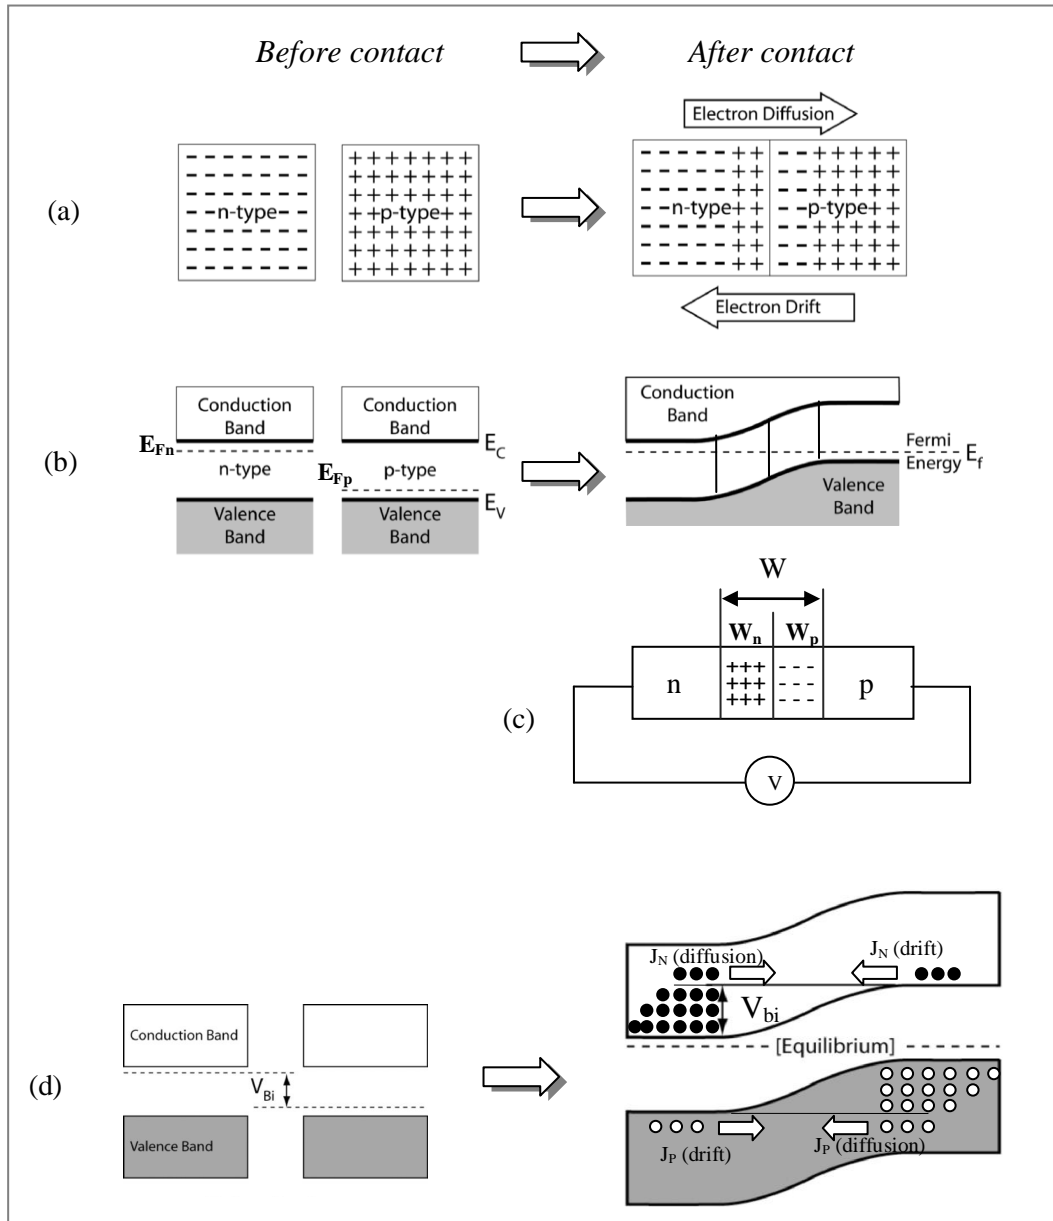 Before contact
After contact
Electron Diffusion
(a)
n-type
p-type
n-type
p-type
Electron Drift
Conduction Band
Conduction Band
Conduction Band
E_Fn
E_C
(b)
n-type
E_Fp
p-type
Fermi Energy
E_f
E_V
Valence Band
Valence Band
Valence Band
W
W_n
W_p
+++
- - -
+++
- - -
+++
- - -
n
p
(c)
V
J_N (diffusion)
J_N (drift)
V_bi
Conduction Band
[Equilibrium]
(d)
V_Bi
Valence Band
J_P (drift)
J_P (diffusion)